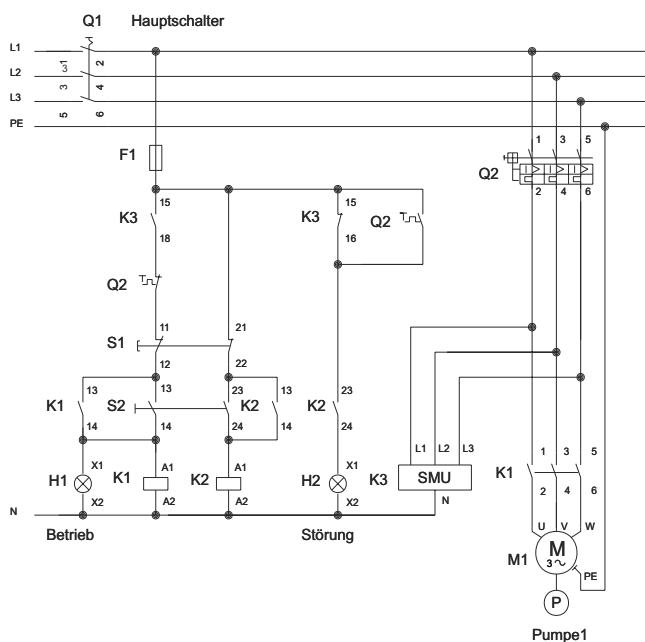 Q1 Hauptschalter
L1
1 2
L2
3
3 4
L3
5 6
PE
F1
1 3 5
Q2
2 4 6
15 15
K3 K3 Q2
18 16
Q2
11 21
S1
12 22
13 13 23 13 23
K1 S2 K2 K2
14 14 24 14 24
L1 L2 L3
1 3 5
K1
X1 A1 A1 X1
H1 K1 K2 H2 K3 SMU
X2 A2 A2 X2 N
2 4 6
N
U V W
Betrieb Störung
M1 M
3~
PE
P
Pumpe1